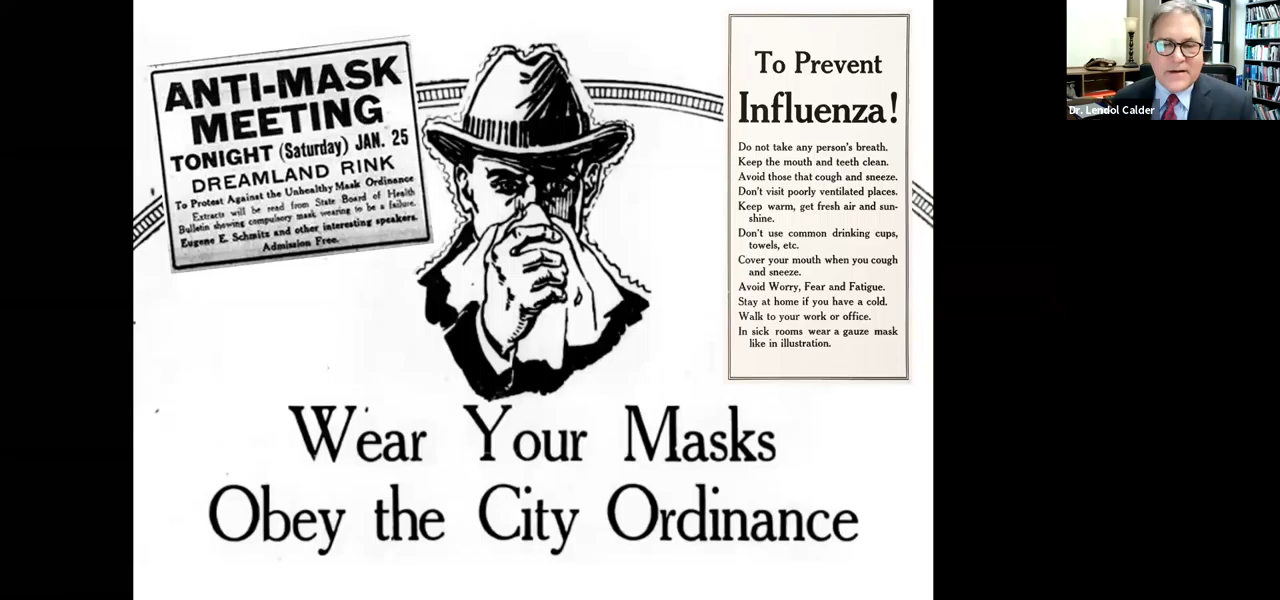 ANTI-MASK
MEETING
TONIGHT (Saturday) JAN. 25
DREAMLAND RINK
To Protest Against the Unhealthy Mask Ordinance
Extracts will be read from State Board of Health
Bulletin showing compulsory mask wearing to be a failure.
Eugene E. Schmitz and other interesting speakers.
Admission Free.
To Prevent
Influenza!
Do not take any person's breath.
Keep the mouth and teeth clean.
Avoid those that cough and sneeze.
Don't visit poorly ventilated places.
Keep warm, get fresh air and sun-
shine.
Don't use common drinking cups,
towels, etc.
Cover your mouth when you cough
and sneeze.
Avoid Worry, Fear and Fatigue.
Stay at home if you have a cold.
Walk to your work or office.
In sick rooms wear a gauze mask
like in illustration.
Wear Your Masks
Obey the City Ordinance
Dr. Lendol Calder